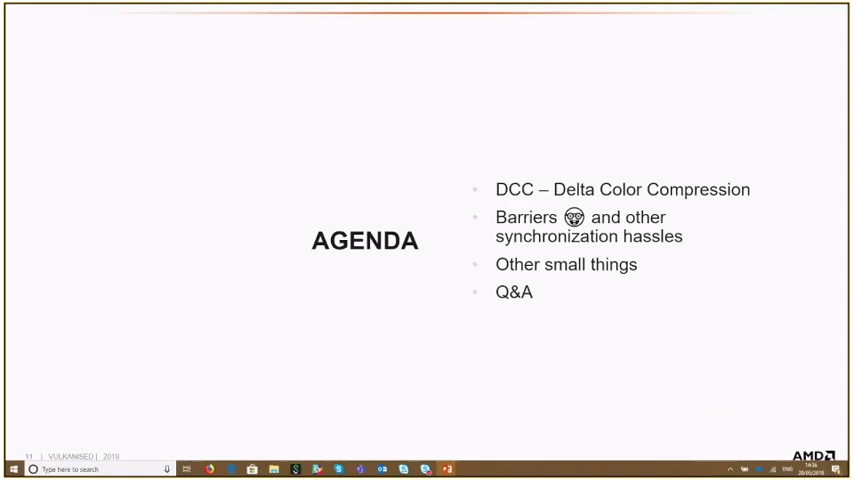 AGENDA
DCC – Delta Color Compression
Barriers 🤓 and other
synchronization hassles
Other small things
Q&A
11 | VULKANISED | 2019
AMD
Type here to search
ENG
14:36
20/05/2019